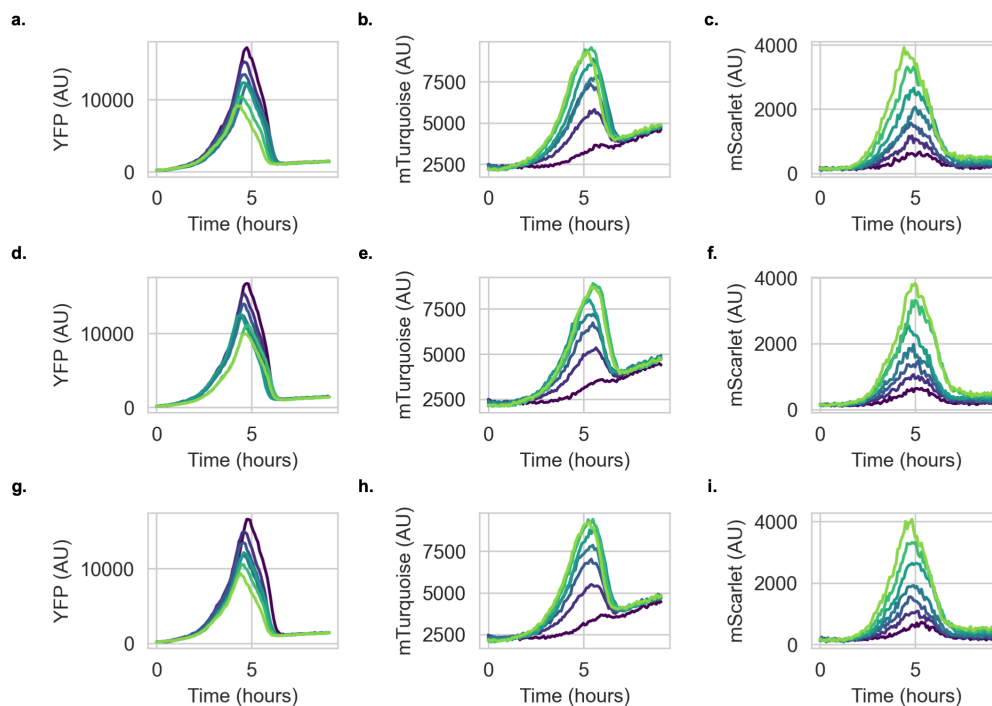 a.
YFP (AU)
10000
0
0
5
Time (hours)
b.
mTurquoise (AU)
7500
5000
2500
0
5
Time (hours)
c.
mScarlet (AU)
4000
2000
0
0
5
Time (hours)
d.
YFP (AU)
10000
0
0
5
Time (hours)
e.
mTurquoise (AU)
7500
5000
2500
0
5
Time (hours)
f.
mScarlet (AU)
4000
2000
0
0
5
Time (hours)
g.
YFP (AU)
10000
0
0
5
Time (hours)
h.
mTurquoise (AU)
7500
5000
2500
0
5
Time (hours)
i.
mScarlet (AU)
4000
2000
0
0
5
Time (hours)